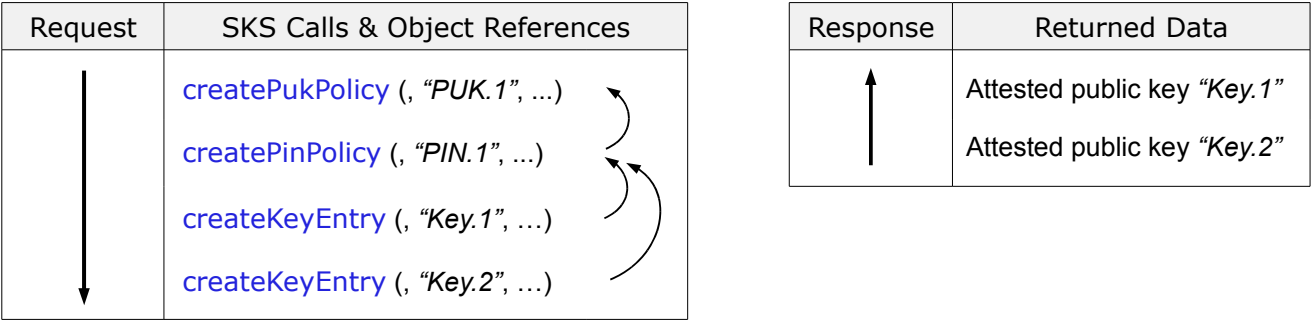 Request SKS Calls & Object References
createPukPolicy (, “PUK.1”, ...)
createPinPolicy (, “PIN.1”, ...)
createKeyEntry (, “Key.1”, …)
createKeyEntry (, “Key.2”, …)
Response Returned Data
Attested public key “Key.1”
Attested public key “Key.2”